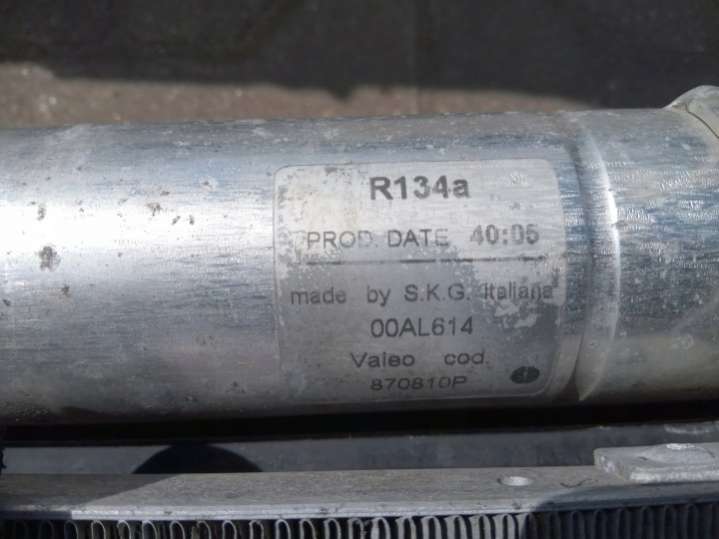 R134a
PROD. DATE 40:05
made by S.K.G. Italiana
00AL614
Valeo cod.
870810P